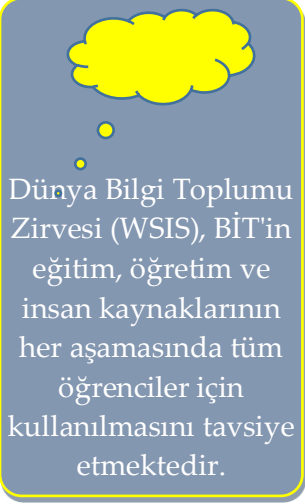 Dünya Bilgi Toplumu
Zirvesi (WSIS), BİT'in
eğitim, öğretim ve
insan kaynaklarının
her aşamasında tüm
öğrenciler için
kullanılmasını tavsiye
etmektedir.